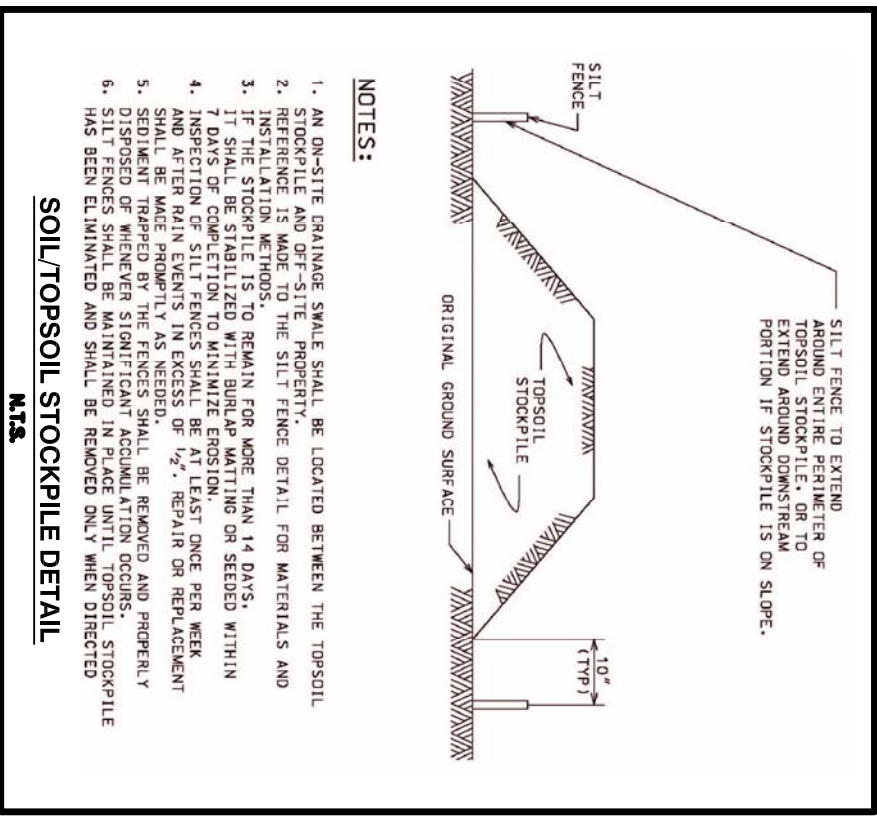 SILT FENCE TO EXTEND
AROUND ENTIRE PERIMETER OF
TOPSOIL STOCKPILE, OR TO
EXTEND AROUND DOWNSTREAM
PORTION IF STOCKPILE IS ON SLOPE.
SILT
FENCE
10"
(TYP)
TOPSOIL
STOCKPILE
ORIGINAL GROUND SURFACE
NOTES:
1. AN ON-SITE DRAINAGE SWALE SHALL BE LOCATED BETWEEN THE TOPSOIL
STOCKPILE AND OFF-SITE PROPERTY.
2. REFERENCE IS MADE TO THE SILT FENCE DETAIL FOR MATERIALS AND
INSTALLATION METHODS.
3. IF THE STOCKPILE IS TO REMAIN FOR MORE THAN 14 DAYS,
IT SHALL BE STABILIZED WITH BURLAP MATTING OR SEEDED WITHIN
7 DAYS OF COMPLETION TO MINIMIZE EROSION.
4. INSPECTION OF SILT FENCES SHALL BE AT LEAST ONCE PER WEEK
AND AFTER RAIN EVENTS IN EXCESS OF 1/2". REPAIR OR REPLACEMENT
SHALL BE MADE PROMPTLY AS NEEDED.
5. SEDIMENT TRAPPED BY THE FENCES SHALL BE REMOVED AND PROPERLY
DISPOSED OF WHENEVER SIGNIFICANT ACCUMULATION OCCURS.
6. SILT FENCES SHALL BE MAINTAINED IN PLACE UNTIL TOPSOIL STOCKPILE
HAS BEEN ELIMINATED AND SHALL BE REMOVED ONLY WHEN DIRECTED
SOIL/TOPSOIL STOCKPILE DETAIL
N.T.S.